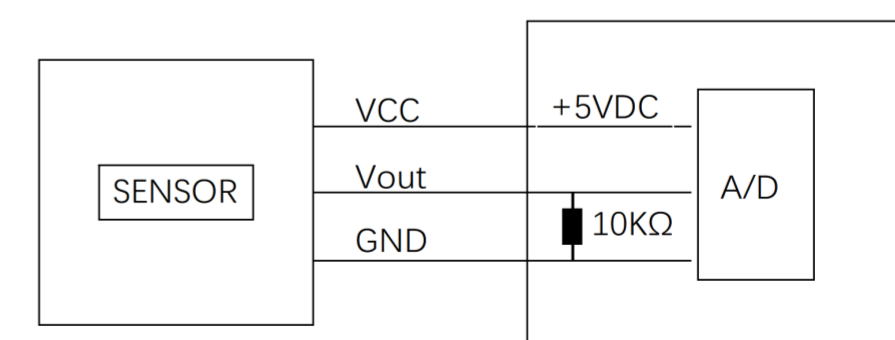 VCC
+5VDC
Vout
SENSOR
A/D
10KΩ
GND